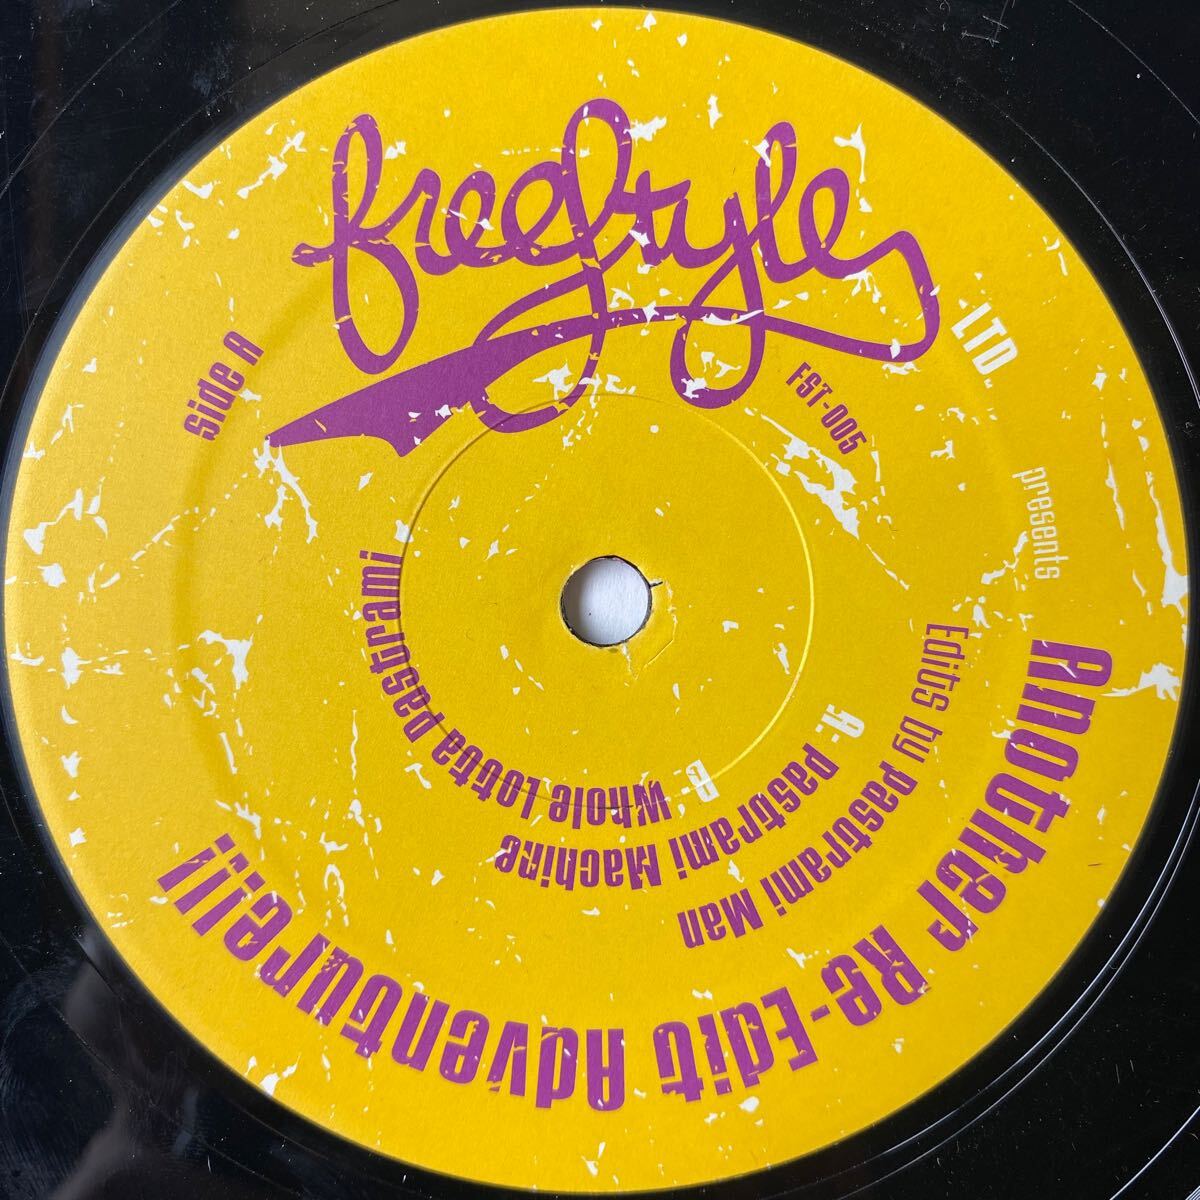 freestyle
LTD.
presents
Another Re-Edit Adventure!!!
Edits by Pastrami Man
A: Pastrami Machine
B: Whole Lotta Pastrami
FST-005
Side A